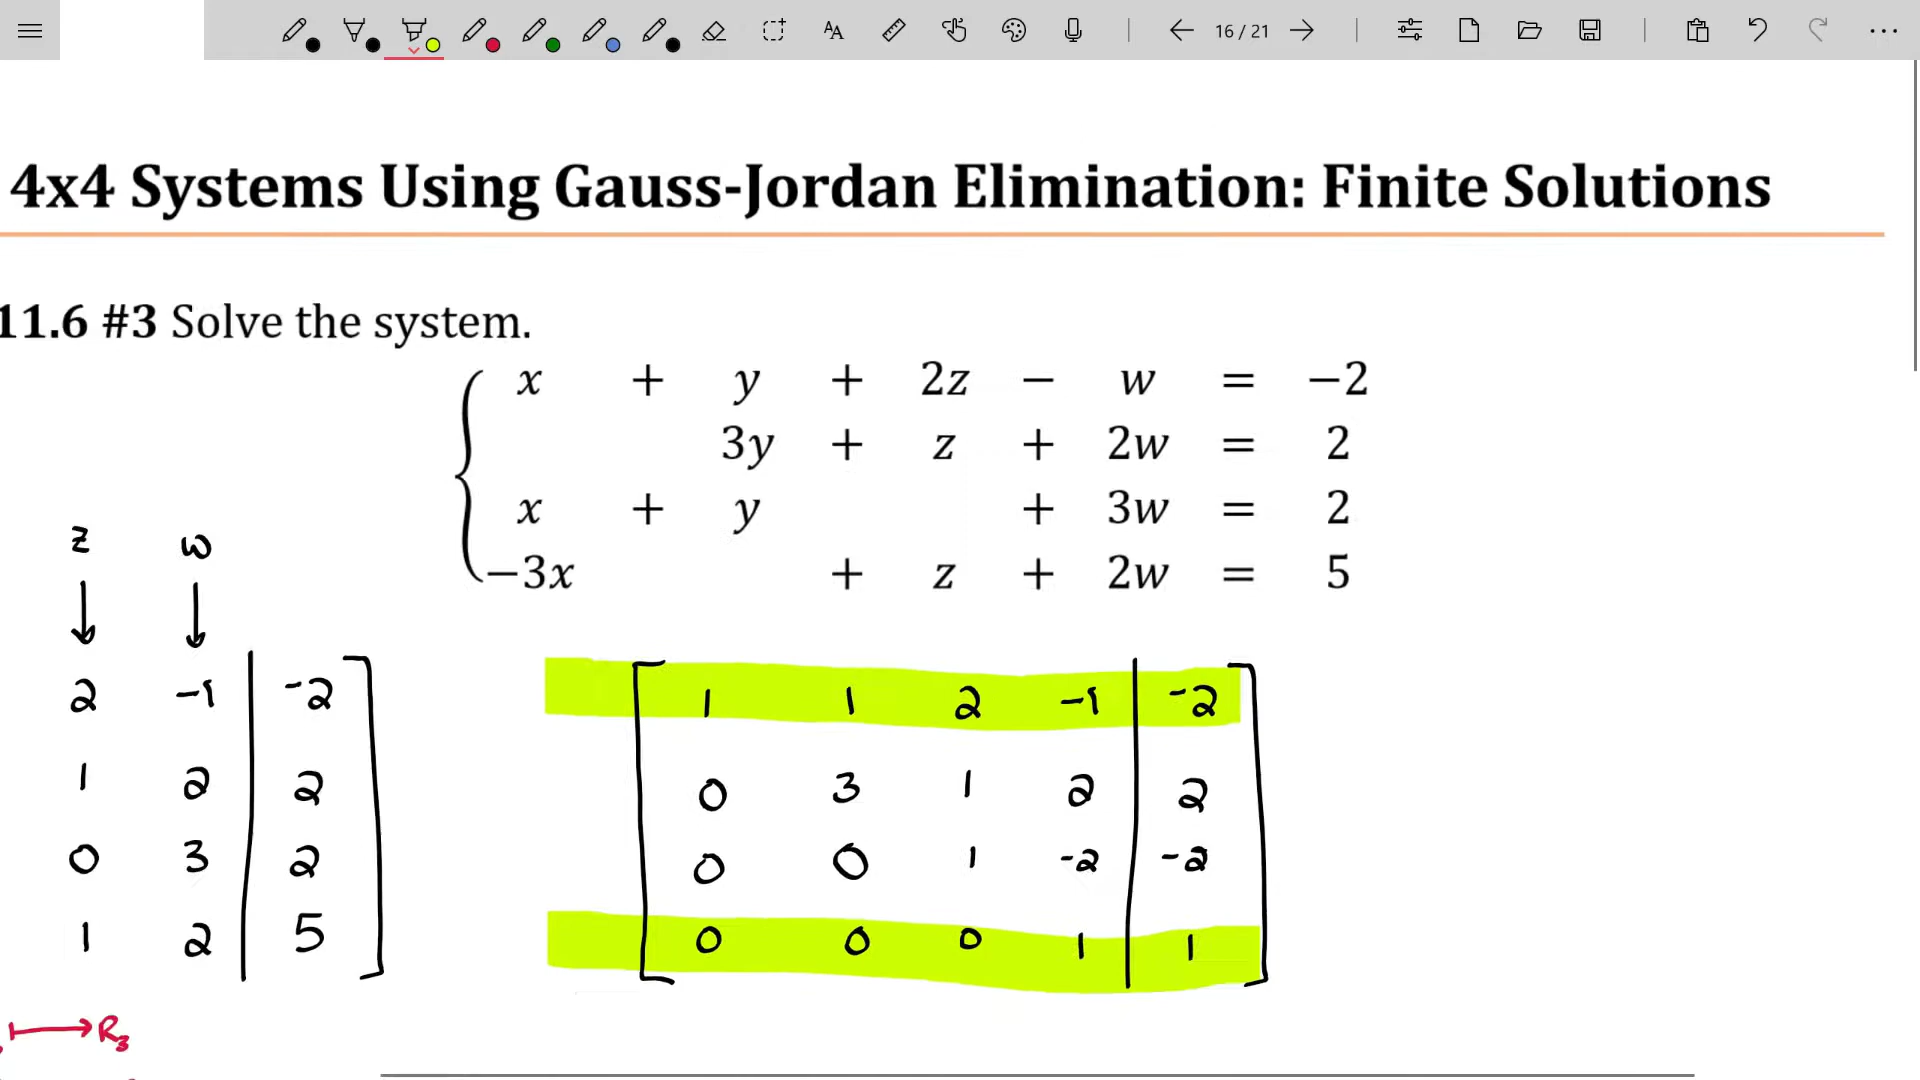 16 / 21
4x4 Systems Using Gauss-Jordan Elimination: Finite Solutions
11.6 #3 Solve the system.
x + y + 2z − w = −2
3y + z + 2w = 2
x + y + 3w = 2
−3x + z + 2w = 5
z w
2 -1 | -2
1 2 | 2
0 3 | 2
1 2 | 5
1 1 2 -1 | -2
0 3 1 2 | 2
0 0 1 -2 | -2
0 0 0 1 | 1
R₃